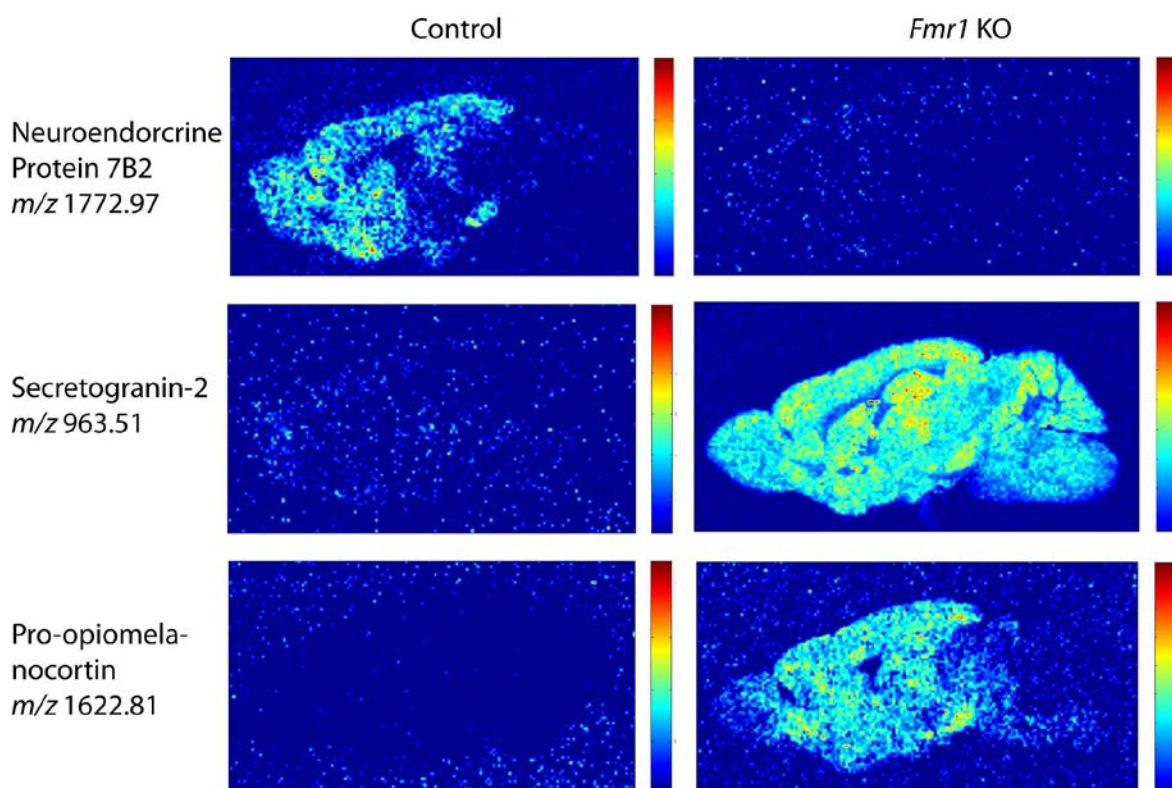 Control
Fmr1 KO
Neuroendorcrine
Protein 7B2
m/z 1772.97
Secretogranin-2
m/z 963.51
Pro-opiomela-
nocortin
m/z 1622.81